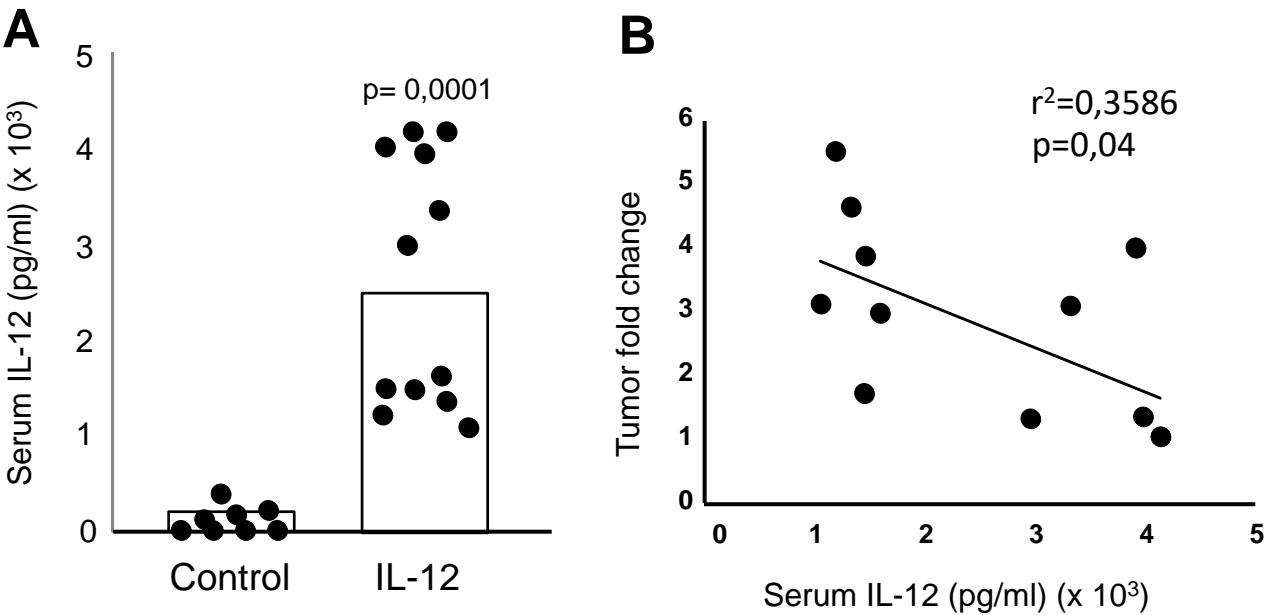 A
Serum IL-12 (pg/ml) (x 10³)
5
4
3
2
1
0
p= 0,0001
Control IL-12
B
Tumor fold change
r²=0,3586
p=0,04
6
5
4
3
2
1
0
0 1 2 3 4 5
Serum IL-12 (pg/ml) (x 10³)